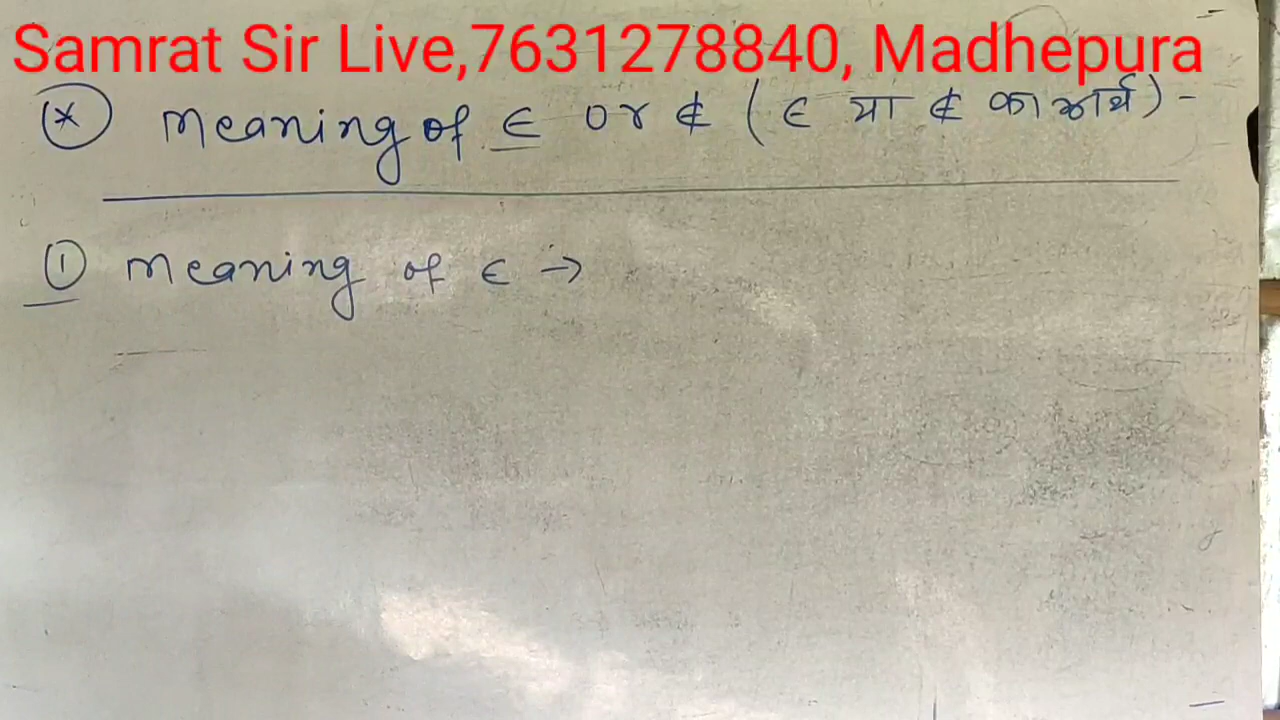 Samrat Sir Live,7631278840, Madhepura
* Meaning of ∈ or ∉ (∈ या ∉ का अर्थ) -
① Meaning of ∈ →